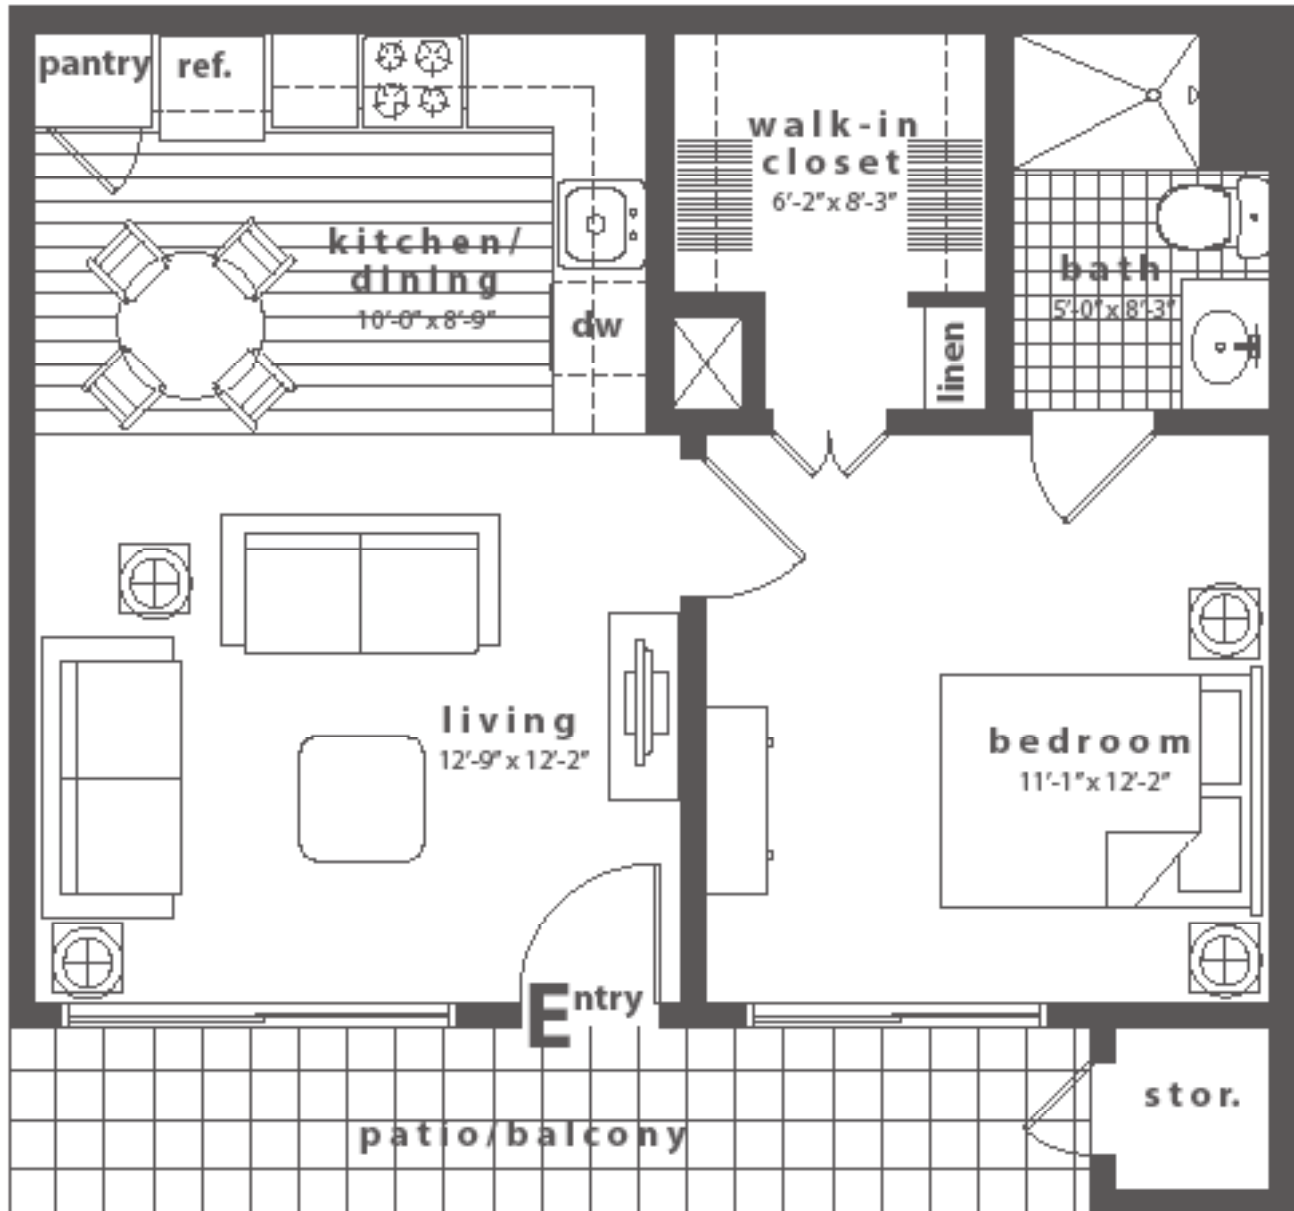 pantry
ref.
walk-in
closet
6'-2" x 8'-3"
kitchen/
dining
10'-0" x 8'-9"
dw
linen
bath
5'-0" x 8'-3"
living
12'-9" x 12'-2"
bedroom
11'-1" x 12'-2"
Entry
stor.
patio/balcony